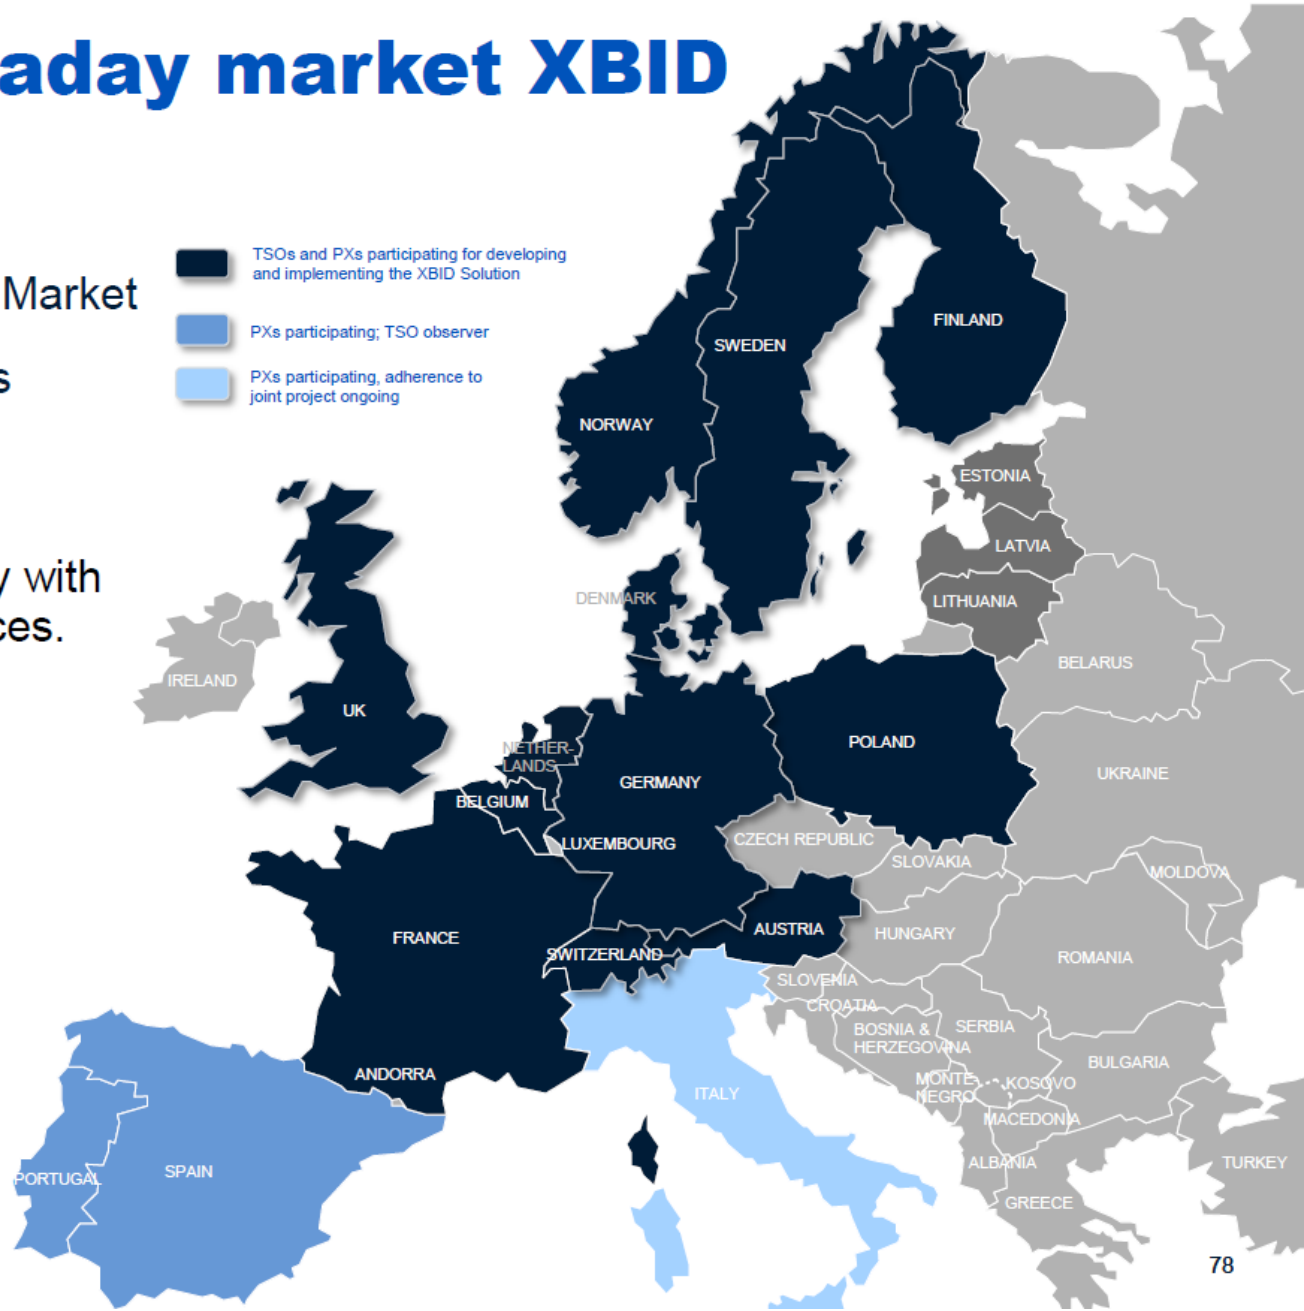 aday market XBID
Market
s
y with
ces.
TSOs and PXs participating for developing
and implementing the XBID Solution
PXs participating; TSO observer
PXs participating, adherence to
joint project ongoing
FINLAND
SWEDEN
NORWAY
ESTONIA
LATVIA
DENMARK
LITHUANIA
BELARUS
IRELAND
UK
POLAND
NETHER-
LANDS
UKRAINE
GERMANY
BELGIUM
CZECH REPUBLIC
LUXEMBOURG
SLOVAKIA
MOLDOVA
AUSTRIA
HUNGARY
FRANCE
SWITZERLAND
ROMANIA
SLOVENIA
CROATIA
SERBIA
BOSNIA &
HERZEGOVINA
BULGARIA
ANDORRA
MONTE-
NEGRO
KOSOVO
ITALY
MACEDONIA
ALBANIA
TURKEY
SPAIN
PORTUGAL
GREECE
78